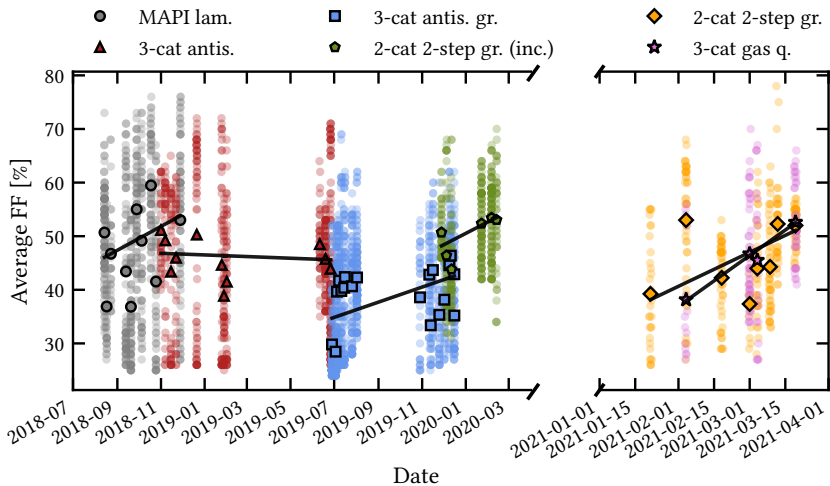 MAPI lam. 3-cat antis. gr. 2-cat 2-step gr.
3-cat antis. 2-cat 2-step gr. (inc.) 3-cat gas q.
80
70
60
50
40
30
Average FF [%]
2018-07 2018-09 2018-11 2019-01 2019-03 2019-05 2019-07 2019-09 2019-11 2020-01 2020-03 2021-01-01 2021-01-15 2021-02-01 2021-02-15 2021-03-01 2021-03-15 2021-04-01
Date